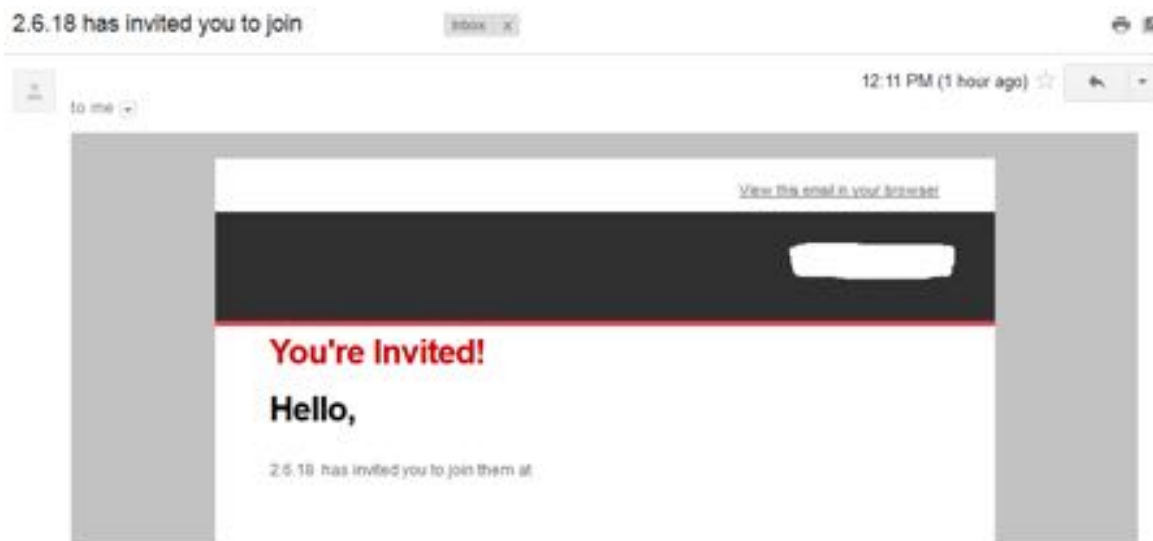 2.6.18 has invited you to join
Inbox x
12:11 PM (1 hour ago)
to me
View this email in your browser
You're Invited!
Hello,
2.6.18 has invited you to join them at